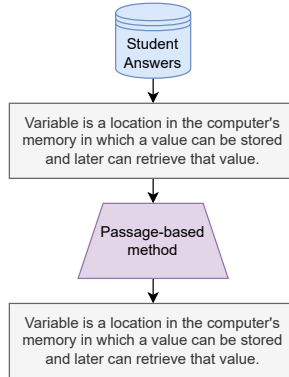 Student
Answers
Variable is a location in the computer's
memory in which a value can be stored
and later can retrieve that value.
Passage-based
method
Variable is a location in the computer's
memory in which a value can be stored
and later can retrieve that value.